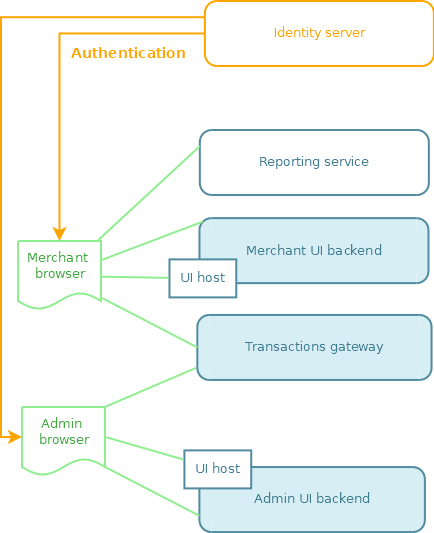 Identity server
Authentication
Reporting service
Merchant UI backend
Merchant
browser
UI host
Transactions gateway
Admin
browser
UI host
Admin UI backend